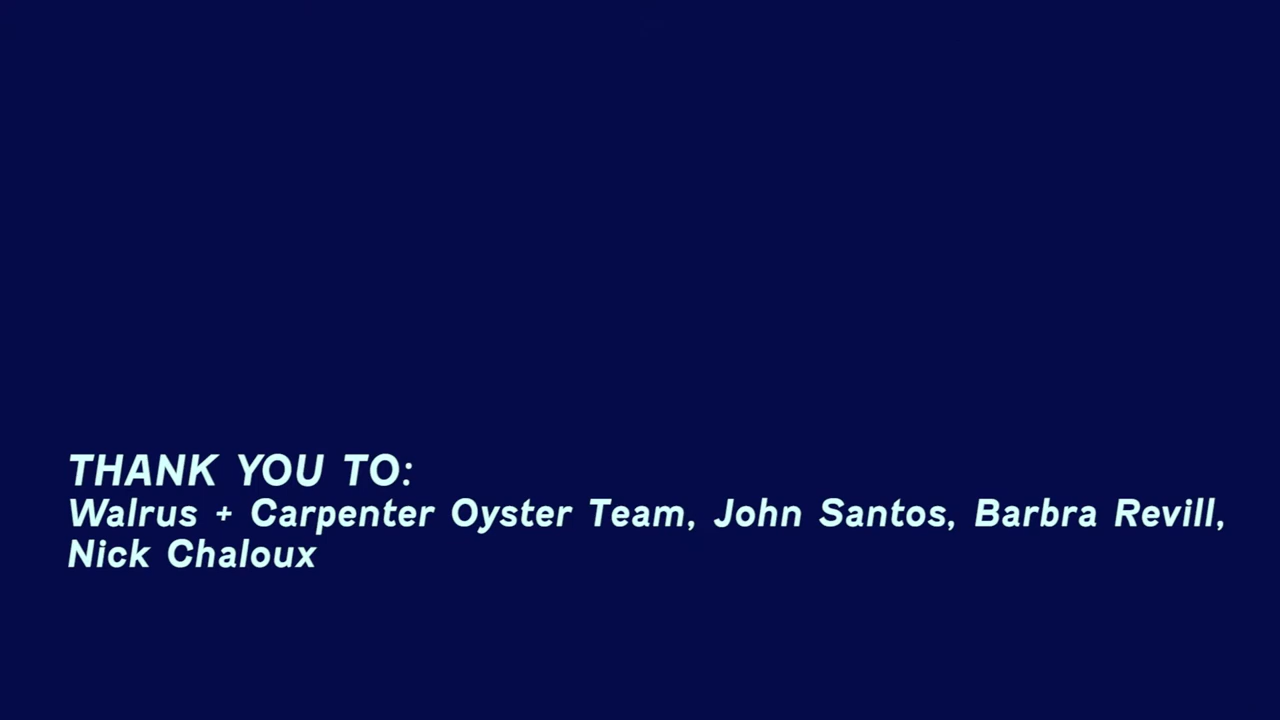 THANK YOU TO:
Walrus + Carpenter Oyster Team, John Santos, Barbra Revill,
Nick Chaloux